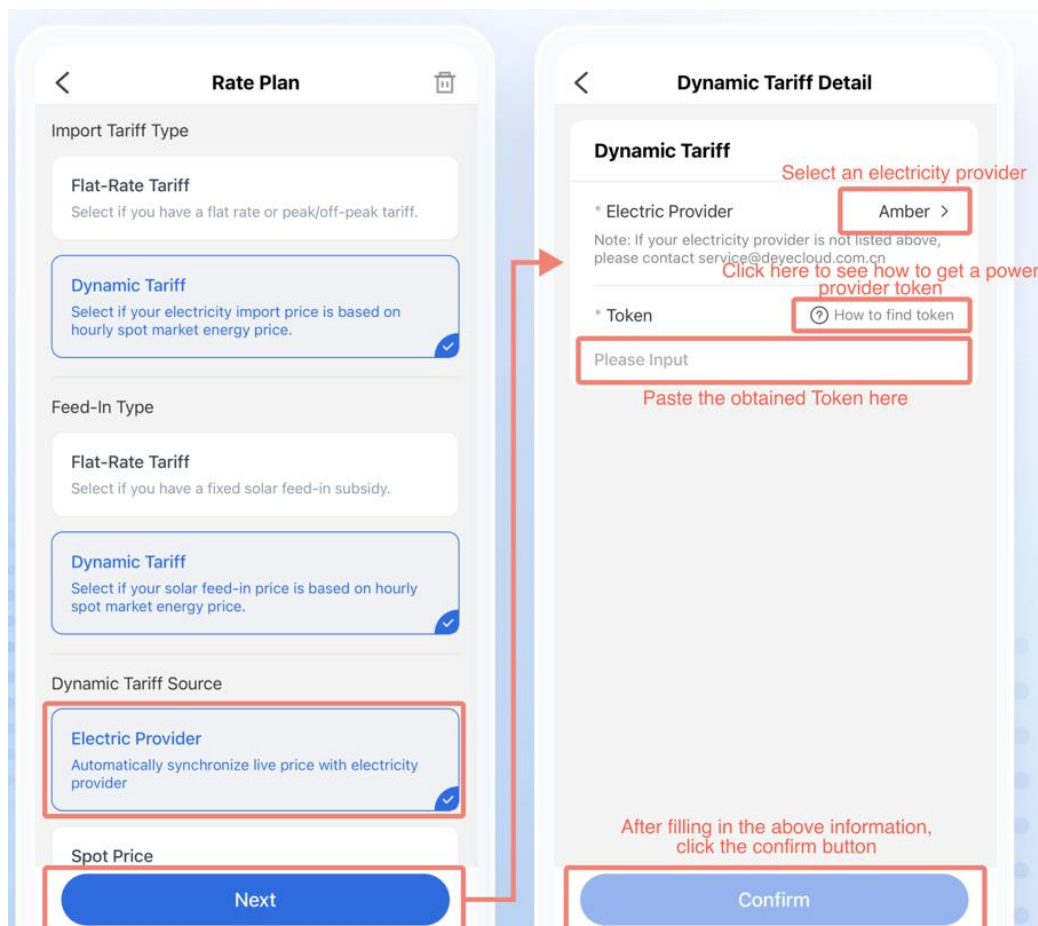 Rate Plan
Import Tariff Type
Flat-Rate Tariff
Select if you have a flat rate or peak/off-peak tariff.
Dynamic Tariff
Select if your electricity import price is based on
hourly spot market energy price.
Feed-In Type
Flat-Rate Tariff
Select if you have a fixed solar feed-in subsidy.
Dynamic Tariff
Select if your solar feed-in price is based on hourly
spot market energy price.
Dynamic Tariff Source
Electric Provider
Automatically synchronize live price with electricity
provider
Spot Price
Next
Dynamic Tariff Detail
Dynamic Tariff
Select an electricity provider
* Electric Provider Amber >
Note: If your electricity provider is not listed above,
please contact service@deyecloud.com.cn
Click here to see how to get a power
provider token
* Token ? How to find token
Please Input
Paste the obtained Token here
After filling in the above information,
click the confirm button
Confirm